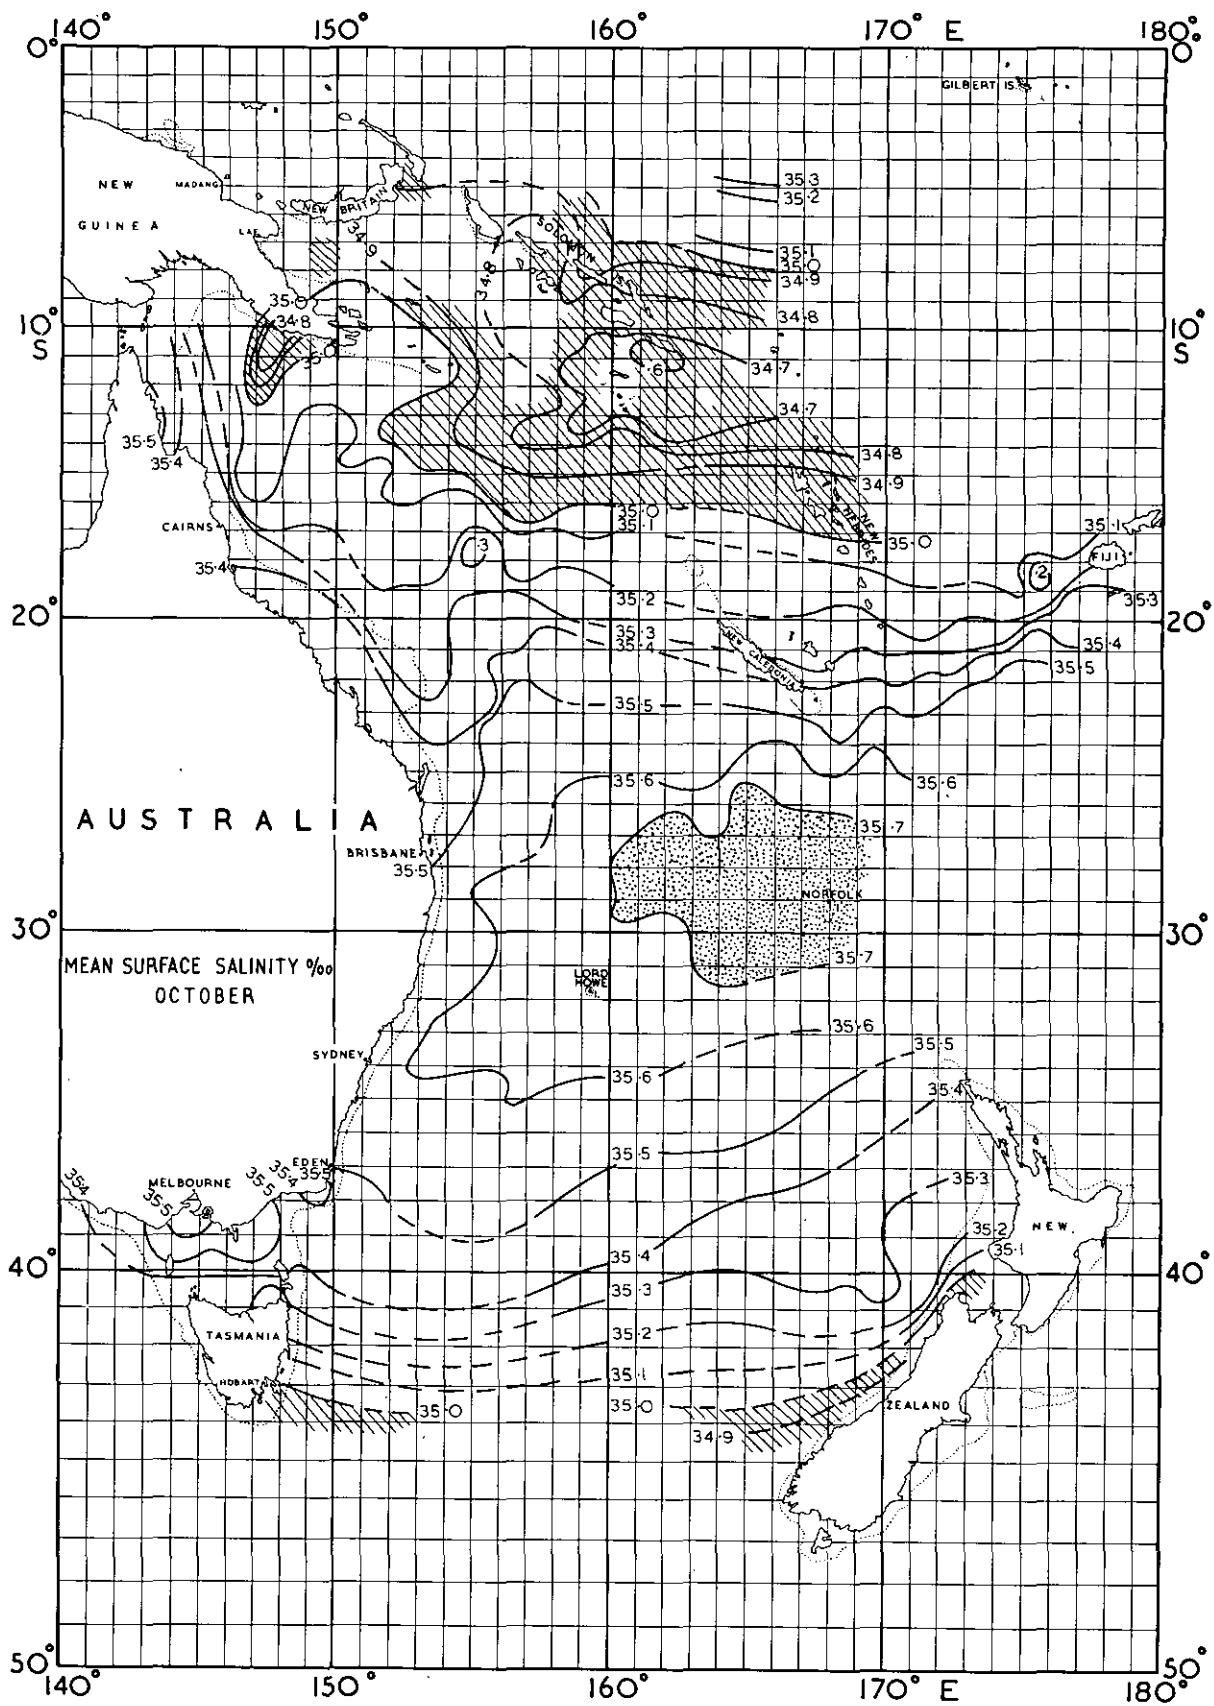 140° 150° 160° 170° E 180°
0° 0°
GILBERT IS.
NEW
GUINEA
MADANG
LAE
NEW BRITAIN
SOLOMON
35·3
35·2
35·1
35·0
34·9
34·8
34·9
34·8
35·0
34·8
35·0
10° 10°
S S
·6
34·7
34·7
35·5
35·4
34·8
34·9
35·0
35·1
NEW
HEBRIDES
35·0
35·1
CAIRNS
·3
FIJI
35·4
·2
35·2
35·3
20° 20°
35·3
35·4
NEW CALEDONIA
35·4
35·5
35·5
35·6
35·6
AUSTRALIA
35·7
BRISBANE
35·5
NORFOLK
30° 30°
35·7
MEAN SURFACE SALINITY ‰
OCTOBER
LORD
HOWE
IS.
35·6
35·5
SYDNEY
35·6
35·4
EDEN
35·5
35·5
35·4
MELBOURNE
35·5
35·4
35·5
35·3
35·2
NEW
35·4
35·1
40° 40°
35·3
TASMANIA
35·2
HOBART
35·1
35·0
35·0
ZEALAND
34·9
50° 50°
140° 150° 160° 170° E 180°